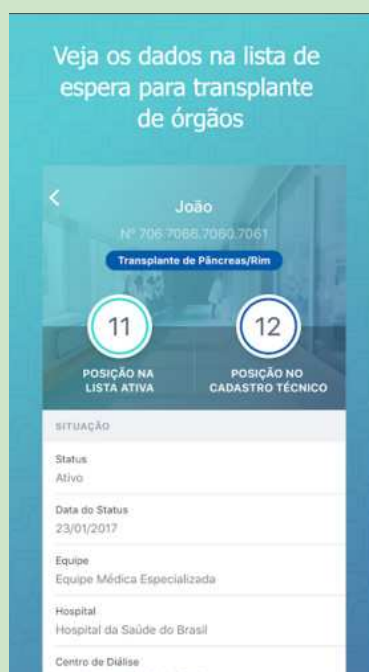 Veja os dados na lista de
espera para transplante
de órgãos
João
Nº 706.7066.7060.7061
Transplante de Pâncreas/Rim
11
12
POSIÇÃO NA
LISTA ATIVA
POSIÇÃO NO
CADASTRO TÉCNICO
SITUAÇÃO
Status
Ativo
Data do Status
23/01/2017
Equipe
Equipe Médica Especializada
Hospital
Hospital da Saúde do Brasil
Centro de Diálise